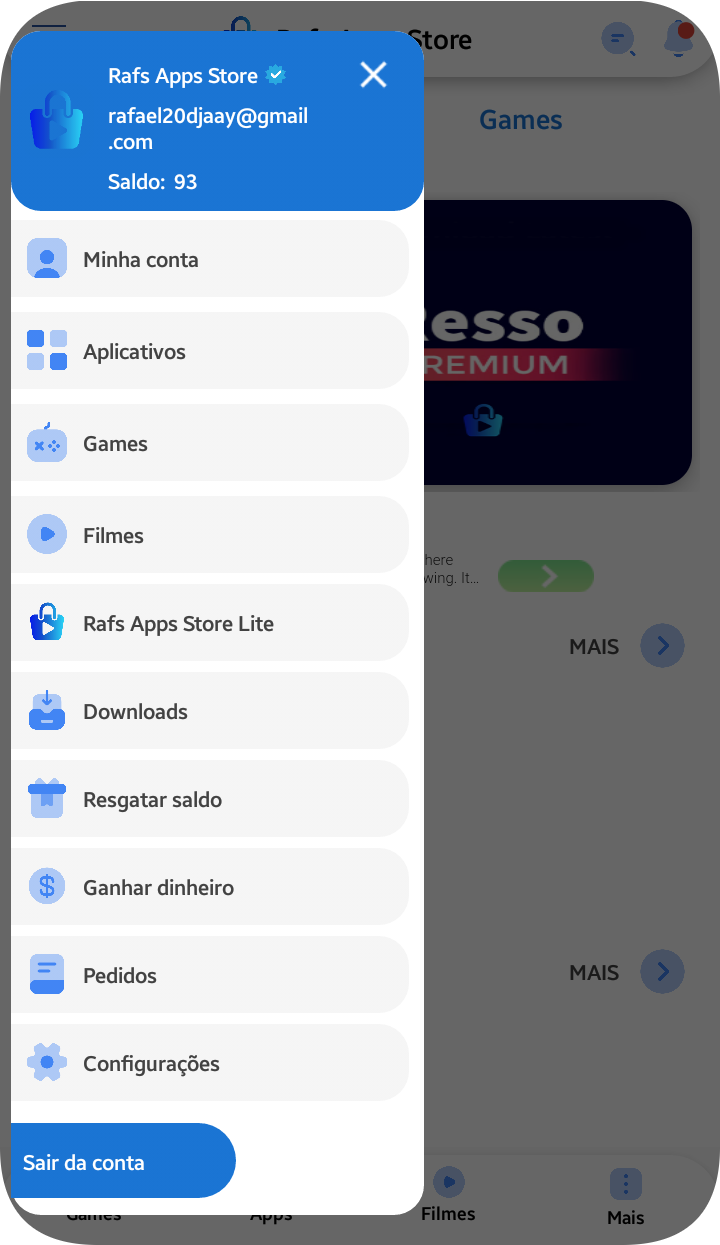 Store
Rafs Apps Store
rafael20djaay@gmail
.com
Saldo: 93
Games
Minha conta
Aplicativos
esso
REMIUM
Games
Filmes
here
wing. It...
Rafs Apps Store Lite
MAIS
Downloads
Resgatar saldo
Ganhar dinheiro
Pedidos
MAIS
Configurações
Sair da conta
Games
Apps
Filmes
Mais